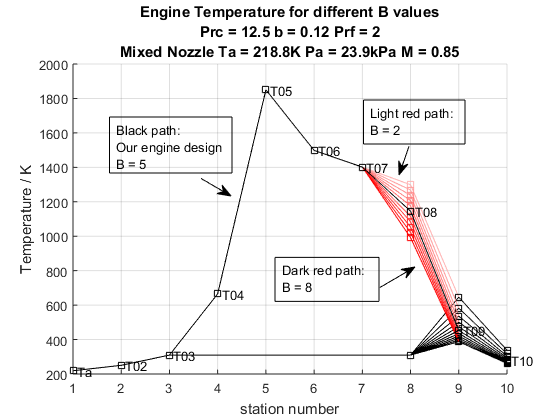 Engine Temperature for different B values
Prc = 12.5 b = 0.12 Prf = 2
Mixed Nozzle Ta = 218.8K Pa = 23.9kPa M = 0.85
Temperature / K
2000
1800
1600
1400
1200
1000
800
600
400
200
Black path:
Our engine design
B = 5
Light red path:
B = 2
Dark red path:
B = 8
Ta
T02
T03
T04
T05
T06
T07
T08
T09
T10
1 2 3 4 5 6 7 8 9 10
station number